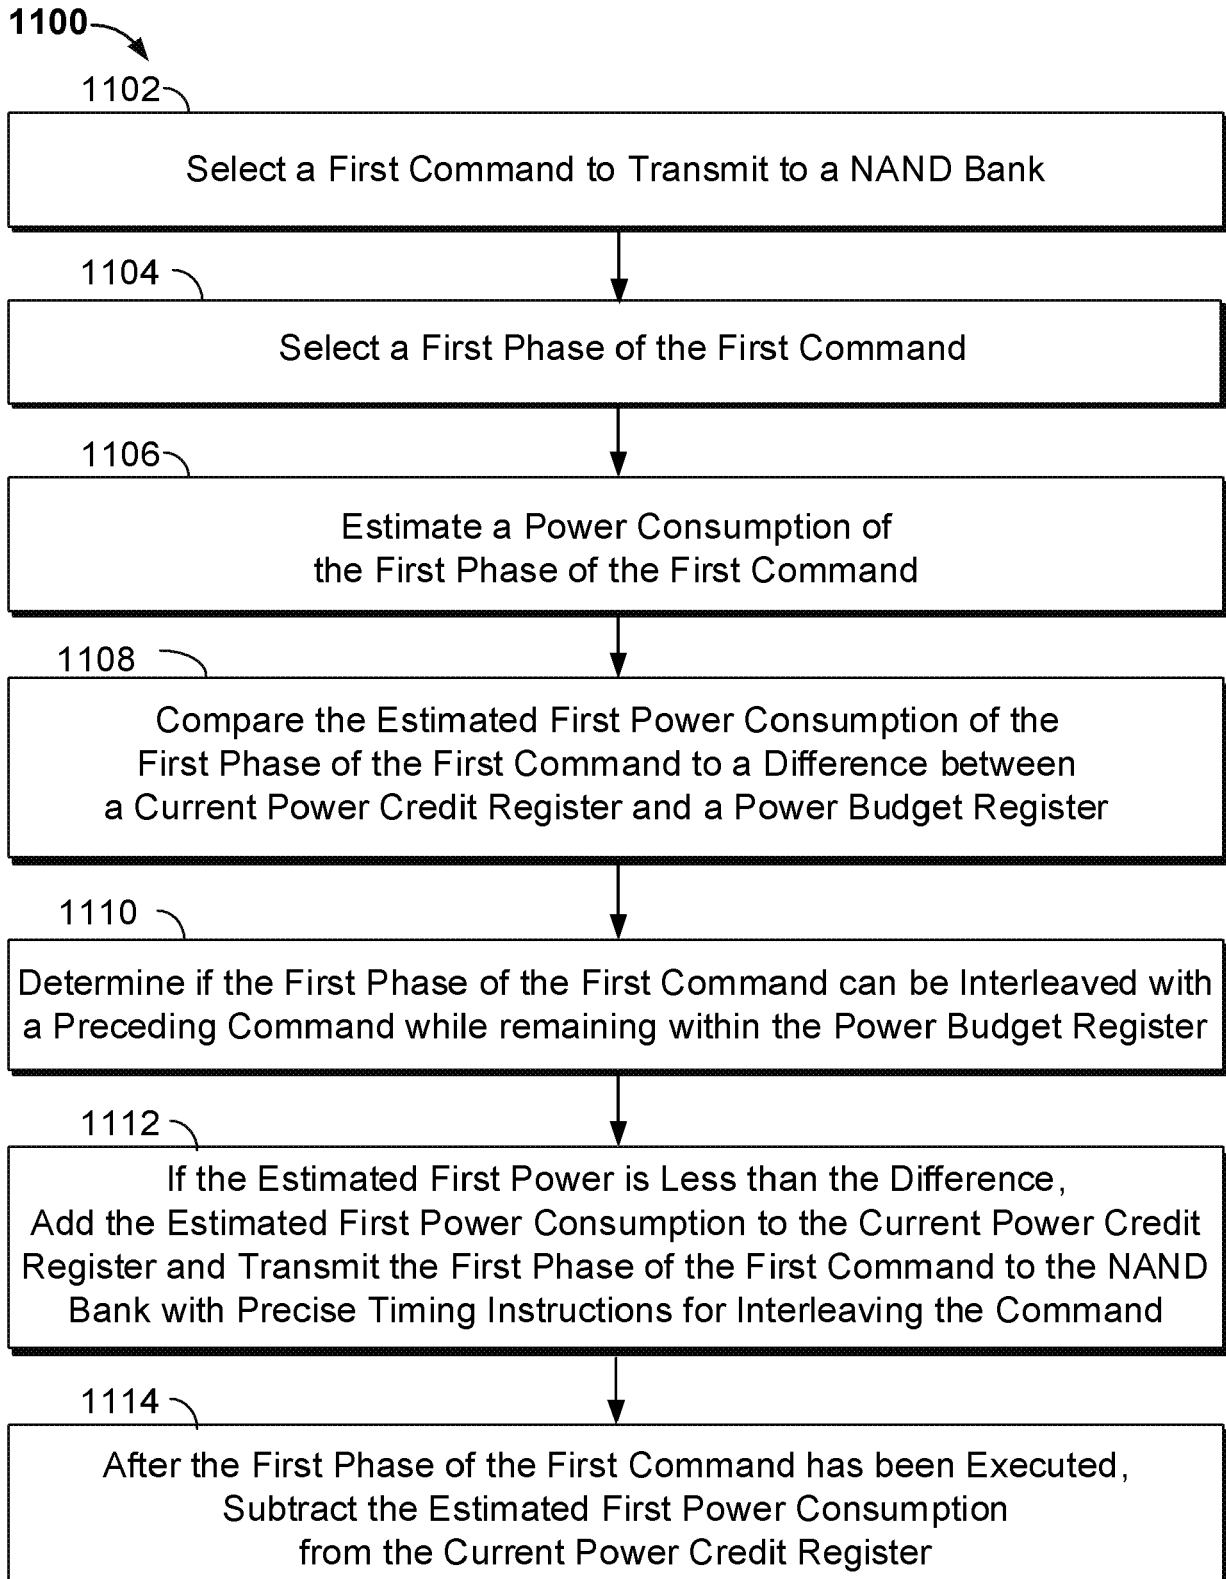 1100
1102
Select a First Command to Transmit to a NAND Bank
1104
Select a First Phase of the First Command
1106
Estimate a Power Consumption of
the First Phase of the First Command
1108
Compare the Estimated First Power Consumption of the
First Phase of the First Command to a Difference between
a Current Power Credit Register and a Power Budget Register
1110
Determine if the First Phase of the First Command can be Interleaved with
a Preceding Command while remaining within the Power Budget Register
1112
If the Estimated First Power is Less than the Difference,
Add the Estimated First Power Consumption to the Current Power Credit
Register and Transmit the First Phase of the First Command to the NAND
Bank with Precise Timing Instructions for Interleaving the Command
1114
After the First Phase of the First Command has been Executed,
Subtract the Estimated First Power Consumption
from the Current Power Credit Register